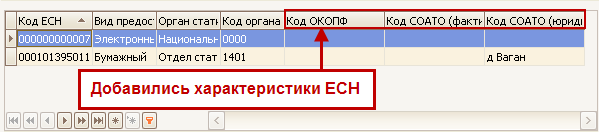 Код ЕСН Вид предост Орган стати Код органа Код ОКОПФ Код СОАТО (факти Код СОАТО (юриди
000000000007 Электронны Национальн 0000
000101395011 Бумажный Отдел стат 1401 д Ваган
Добавились характеристики ЕСН